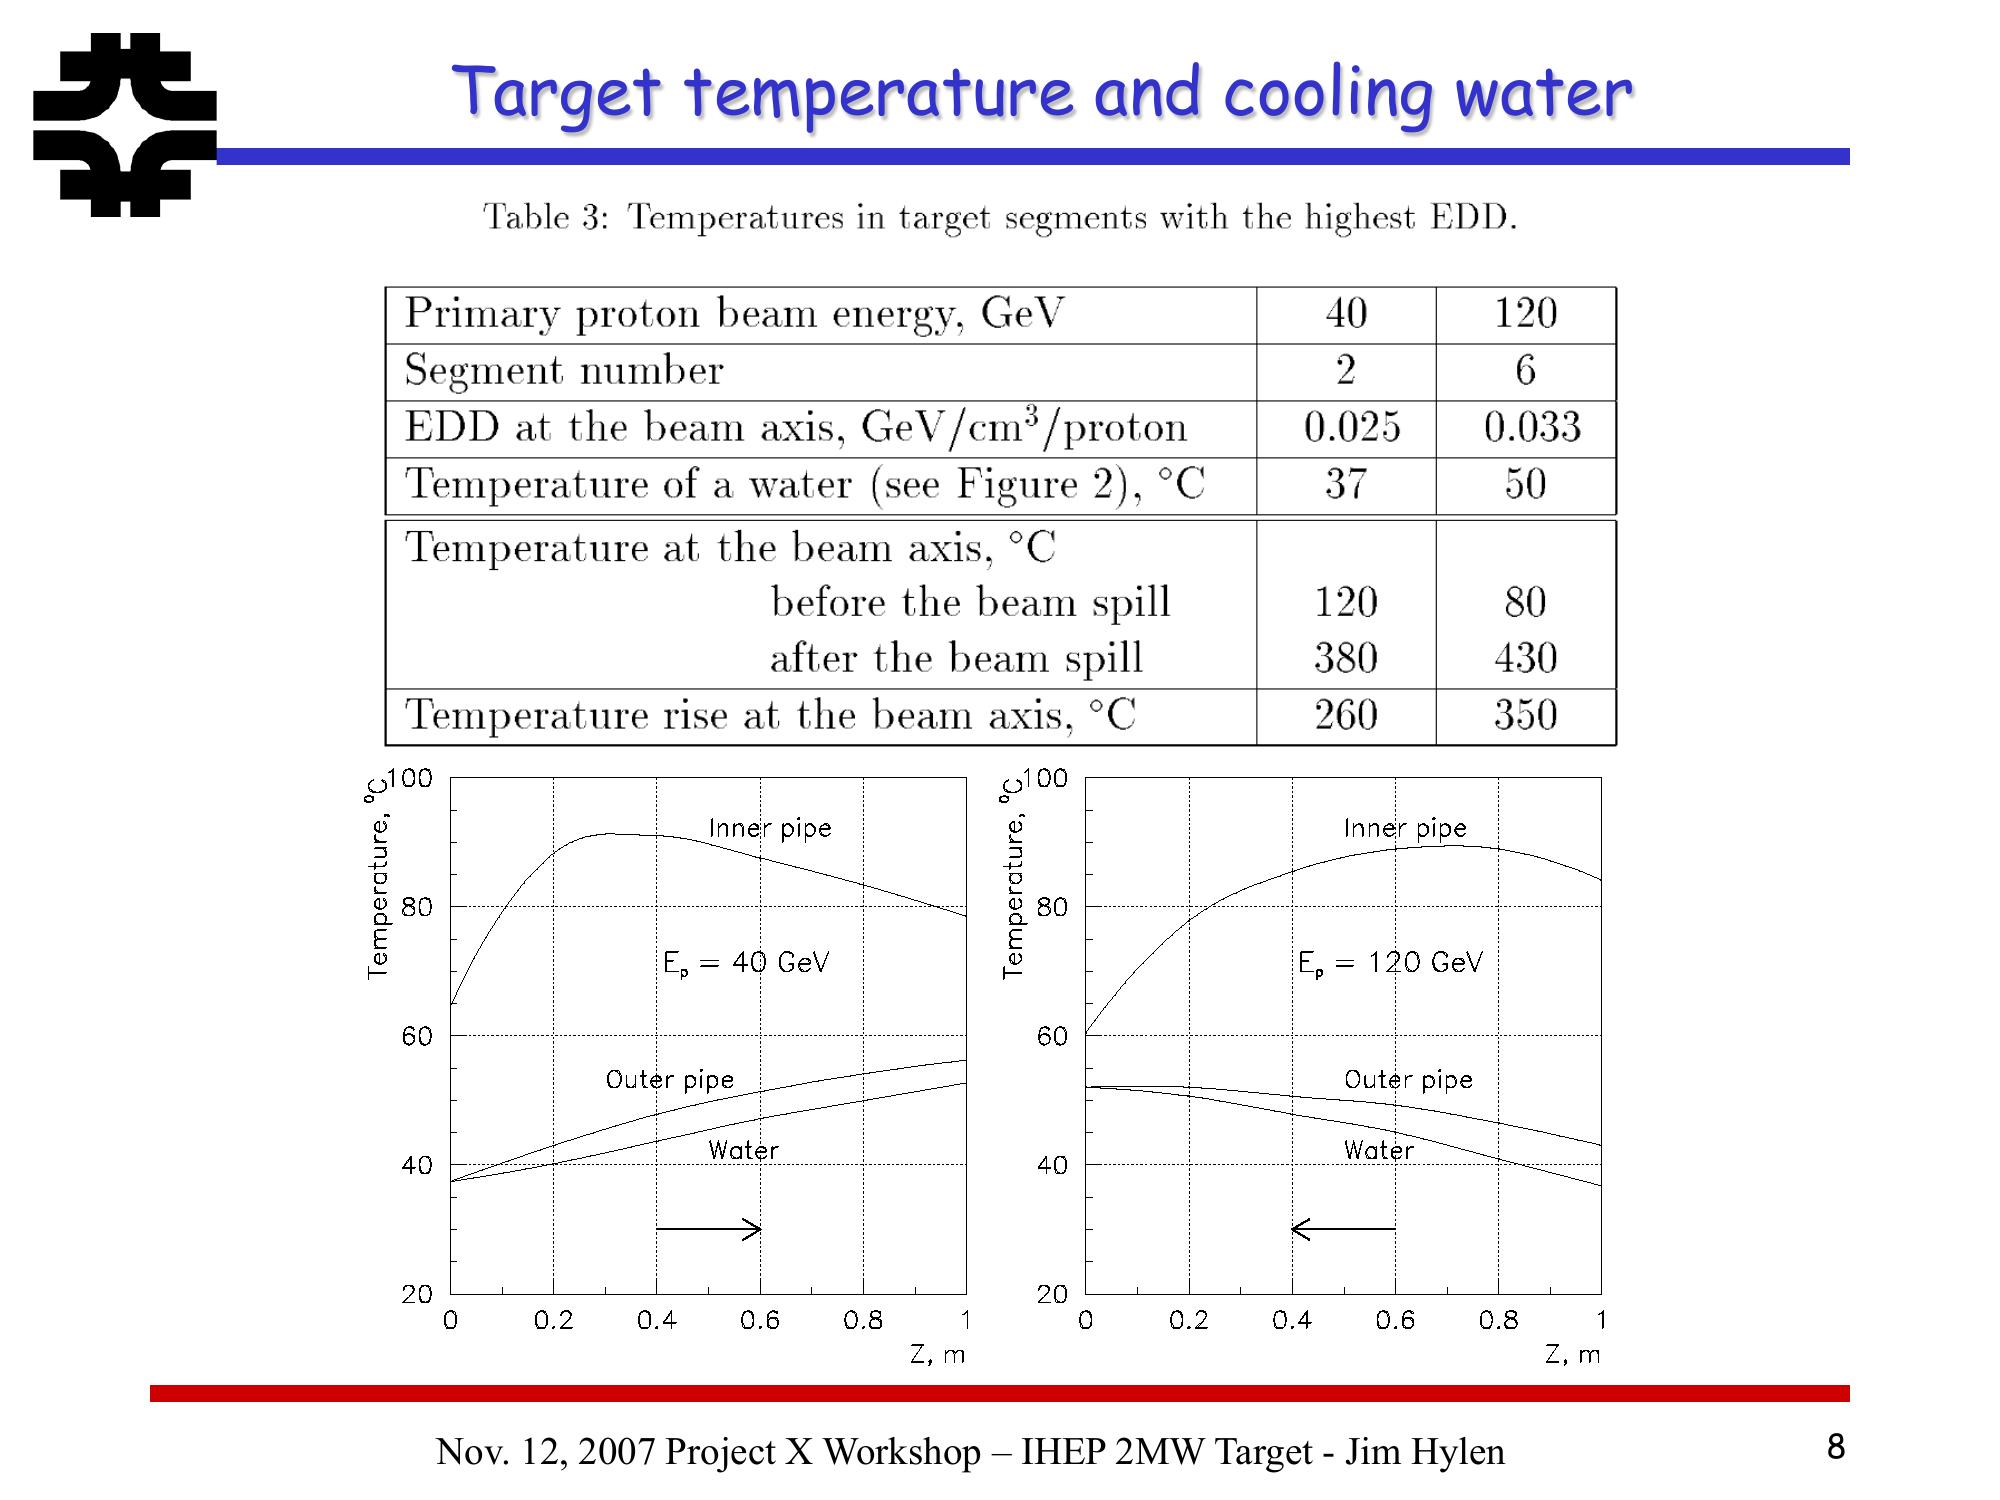 Target temperature and cooling water
Table 3: Temperatures in target segments with the highest EDD.
Primary proton beam energy, GeV 40 120
Segment number 2 6
EDD at the beam axis, GeV/cm³/proton 0.025 0.033
Temperature of a water (see Figure 2), °C 37 50
Temperature at the beam axis, °C
before the beam spill 120 80
after the beam spill 380 430
Temperature rise at the beam axis, °C 260 350
Temperature, °C
100
80
60
40
20
Inner pipe
Eₚ = 40 GeV
Outer pipe
Water
0 0.2 0.4 0.6 0.8 1
Z, m
Temperature, °C
100
80
60
40
20
Inner pipe
Eₚ = 120 GeV
Outer pipe
Water
0 0.2 0.4 0.6 0.8 1
Z, m
Nov. 12, 2007 Project X Workshop – IHEP 2MW Target - Jim Hylen
8